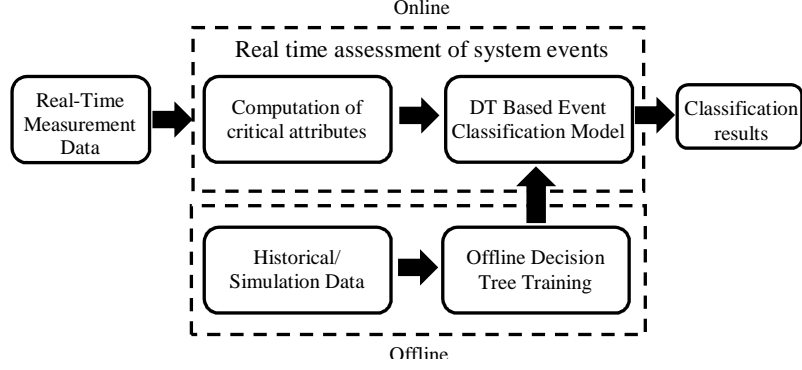 Online
Real time assessment of system events
Real-Time
Measurement
Data
Computation of
critical attributes
DT Based Event
Classification Model
Classification
results
Historical/
Simulation Data
Offline Decision
Tree Training
Offline